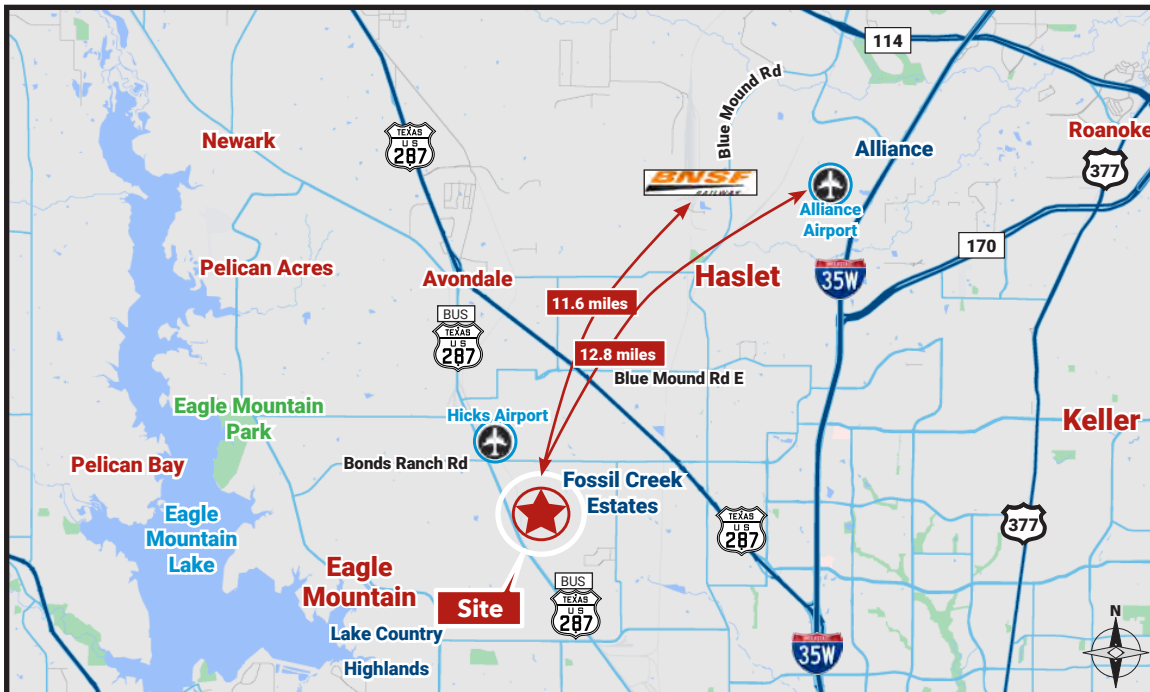 114
Blue Mound Rd
Newark
TEXAS
US
287
Roanoke
Alliance
377
BNSF
RAILWAY
Alliance
Airport
170
Pelican Acres
Avondale
Haslet
INTERSTATE
35W
11.6 miles
BUS
TEXAS
US
287
12.8 miles
Blue Mound Rd E
Eagle Mountain
Park
Hicks Airport
Keller
Pelican Bay
Bonds Ranch Rd
Fossil Creek
Estates
Eagle
Mountain
Lake
TEXAS
US
287
377
Eagle
Mountain
Site
BUS
TEXAS
US
287
Lake Country
Highlands
INTERSTATE
35W
N